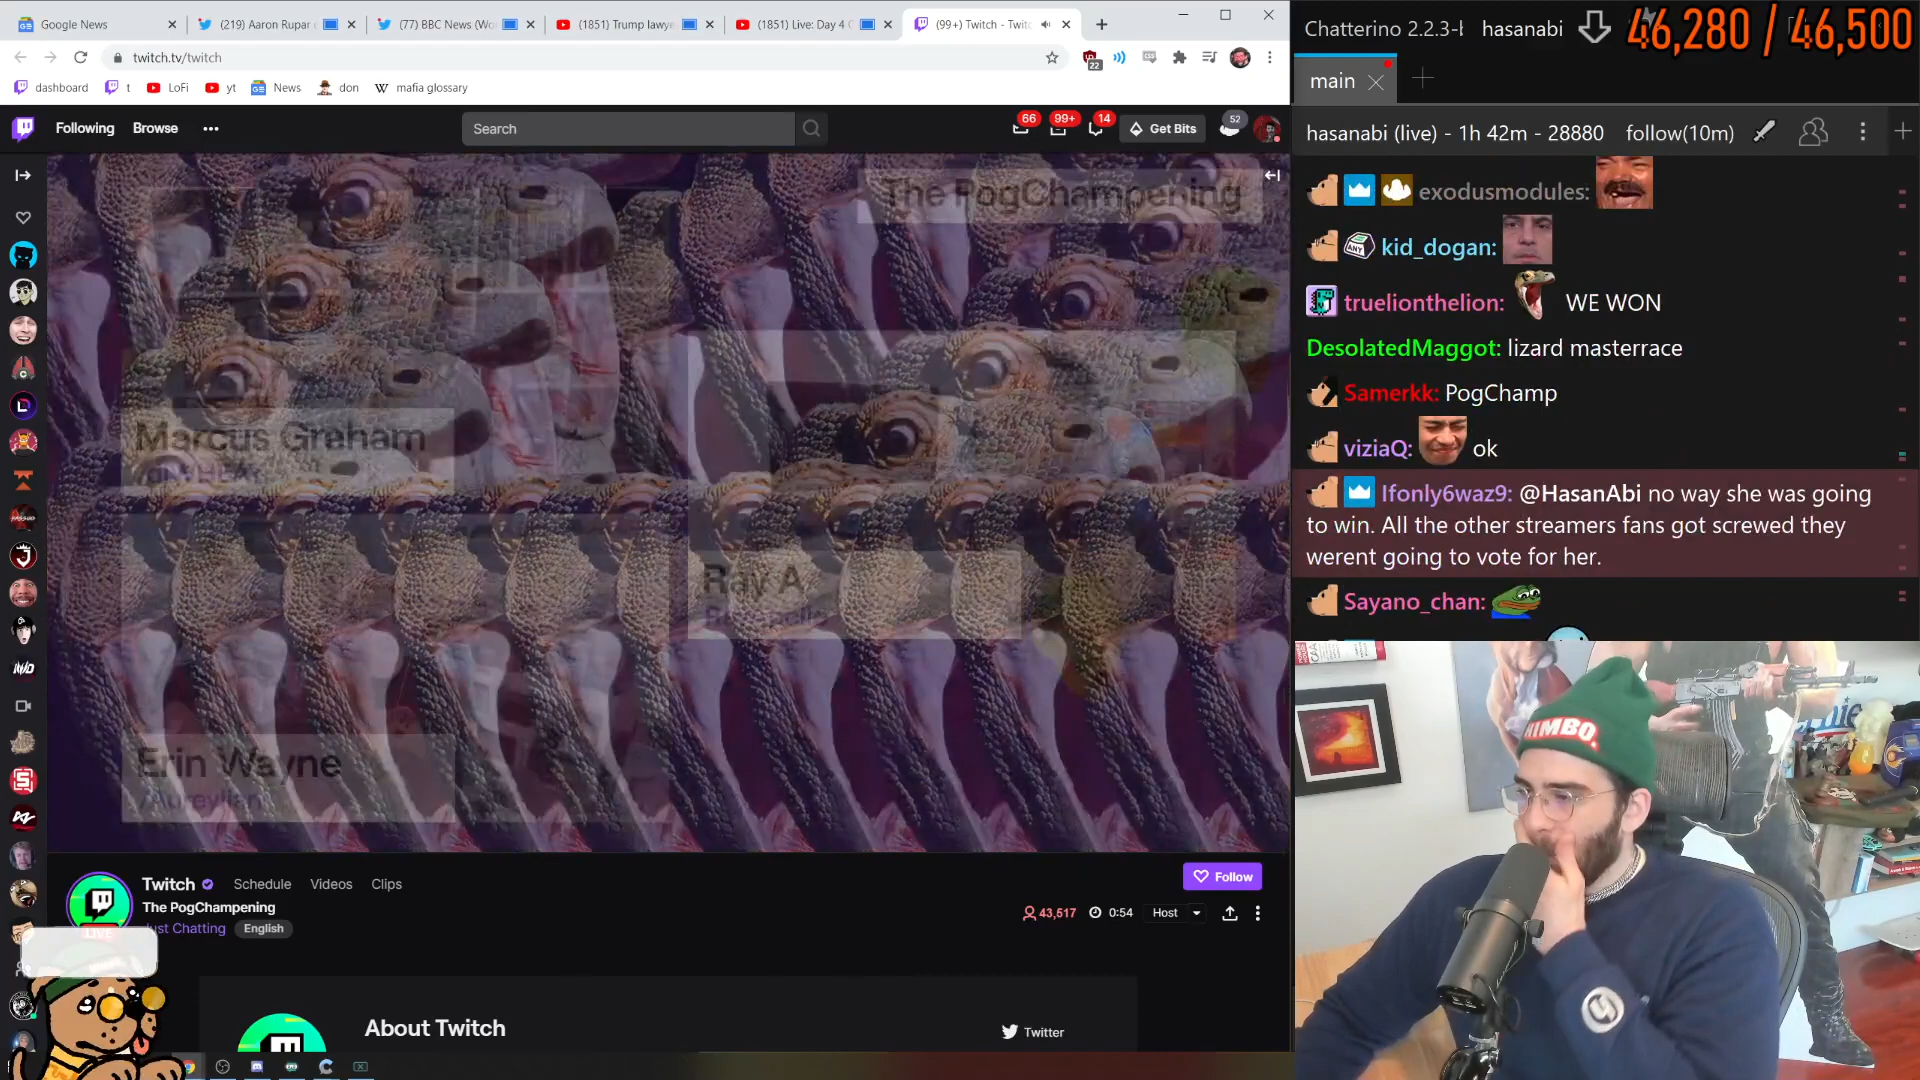 Google News
(219) Aaron Rupar
(77) BBC News (Wo
(1851) Trump lawye
(1851) Live: Day 4
(99+) Twitch - Twitc
twitch.tv/twitch
22
dashboard
t
LoFi
yt
News
don
mafia glossary
Following
Browse
Search
66
99+
14
Get Bits
52
The PogChampening
Marcus Graham
Ray A
Erin Wayne
/Aureylian
Twitch
Schedule
Videos
Clips
Follow
The PogChampening
Just Chatting
English
LIVE
43,517
0:54
Host
About Twitch
Twitter
Chatterino 2.2.3-b
hasanabi
46,280 / 46,500
main
hasanabi (live) - 1h 42m - 28880
follow(10m)
exodusmodules:
kid_dogan:
truelionthelion: WE WON
DesolatedMaggot: lizard masterrace
Samerkk: PogChamp
viziaQ: ok
Ifonly6waz9: @HasanAbi no way she was going
to win. All the other streamers fans got screwed they
werent going to vote for her.
Sayano_chan:
HIMBO.